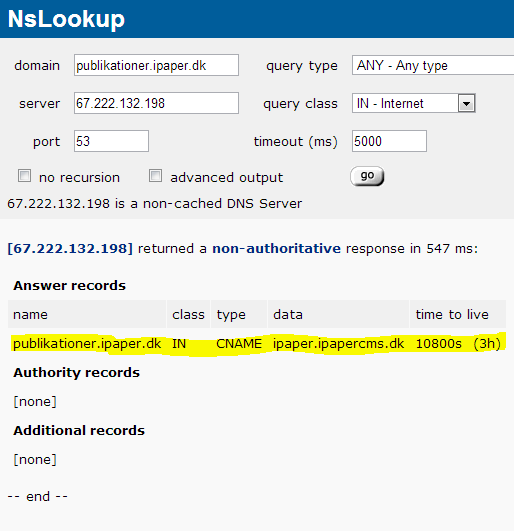 NsLookup
domain publikationer.ipaper.dk query type ANY - Any type
server 67.222.132.198 query class IN - Internet
port 53 timeout (ms) 5000
no recursion advanced output go
67.222.132.198 is a non-cached DNS Server
[67.222.132.198] returned a non-authoritative response in 547 ms:
Answer records
name class type data time to live
publikationer.ipaper.dk IN CNAME ipaper.ipapercms.dk 10800s (3h)
Authority records
[none]
Additional records
[none]
-- end --